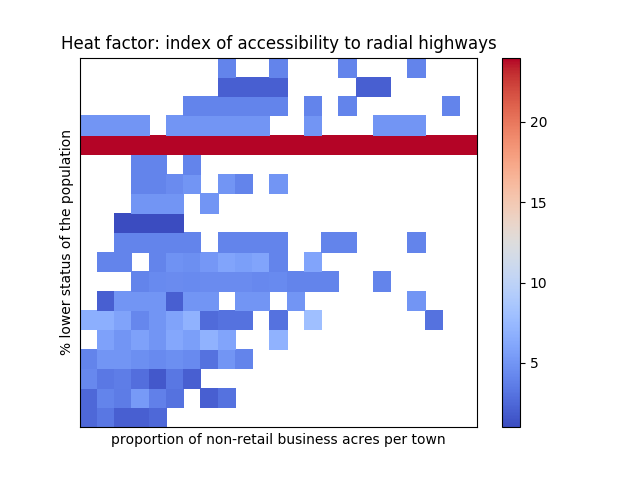 Heat factor: index of accessibility to radial highways
% lower status of the population
proportion of non-retail business acres per town
20
15
10
5